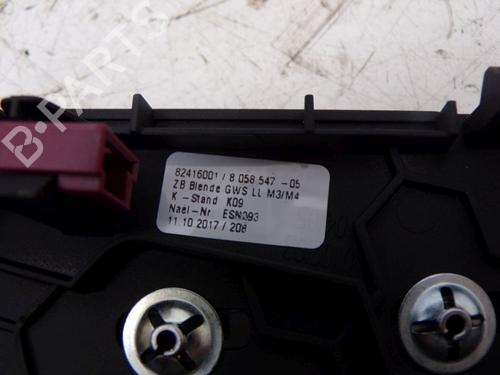 B-PARTS
82416001 / 8 058 547 -05
ZB Blende GWS LL M3/M4
K -Stand K09
Nael-Nr. ESN093
11.10.2017 / 208